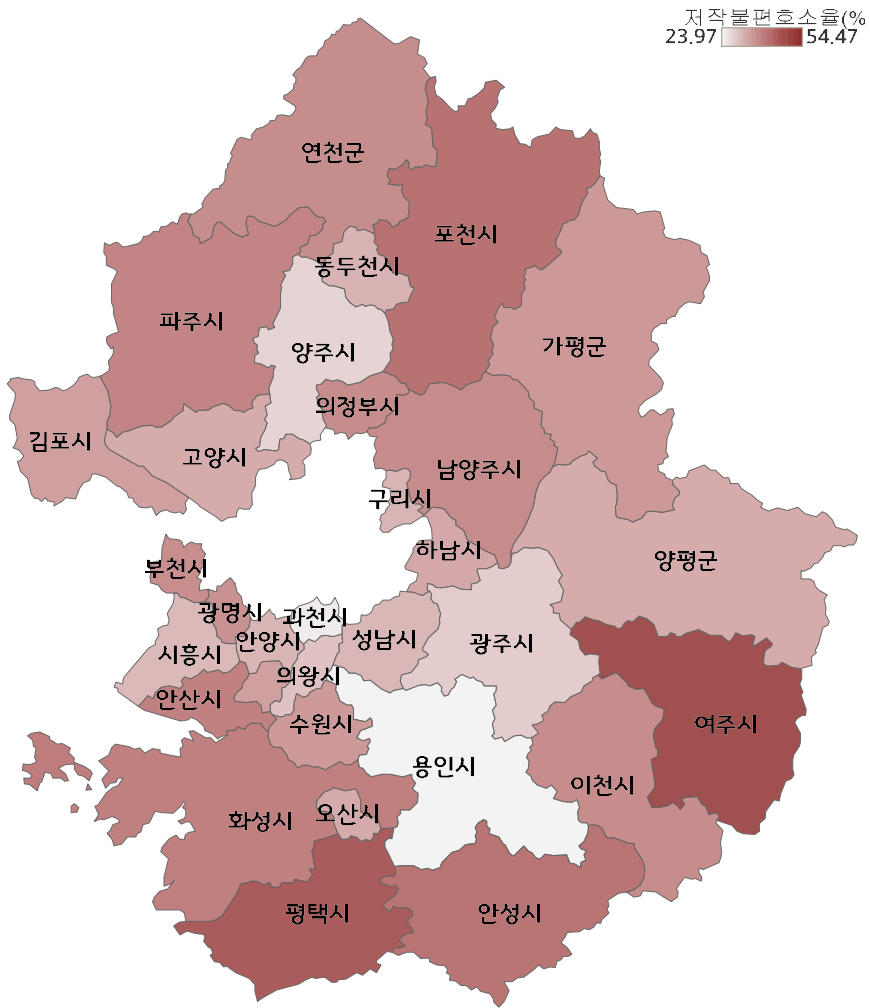 저작불편호소율(%
23.97 54.47
연천군
포천시
동두천시
파주시
양주시
가평군
의정부시
김포시
고양시
남양주시
구리시
하남시
양평군
부천시
광명시
과천시
안양시
성남시
광주시
시흥시
의왕시
안산시
수원시
여주시
용인시
이천시
오산시
화성시
평택시
안성시